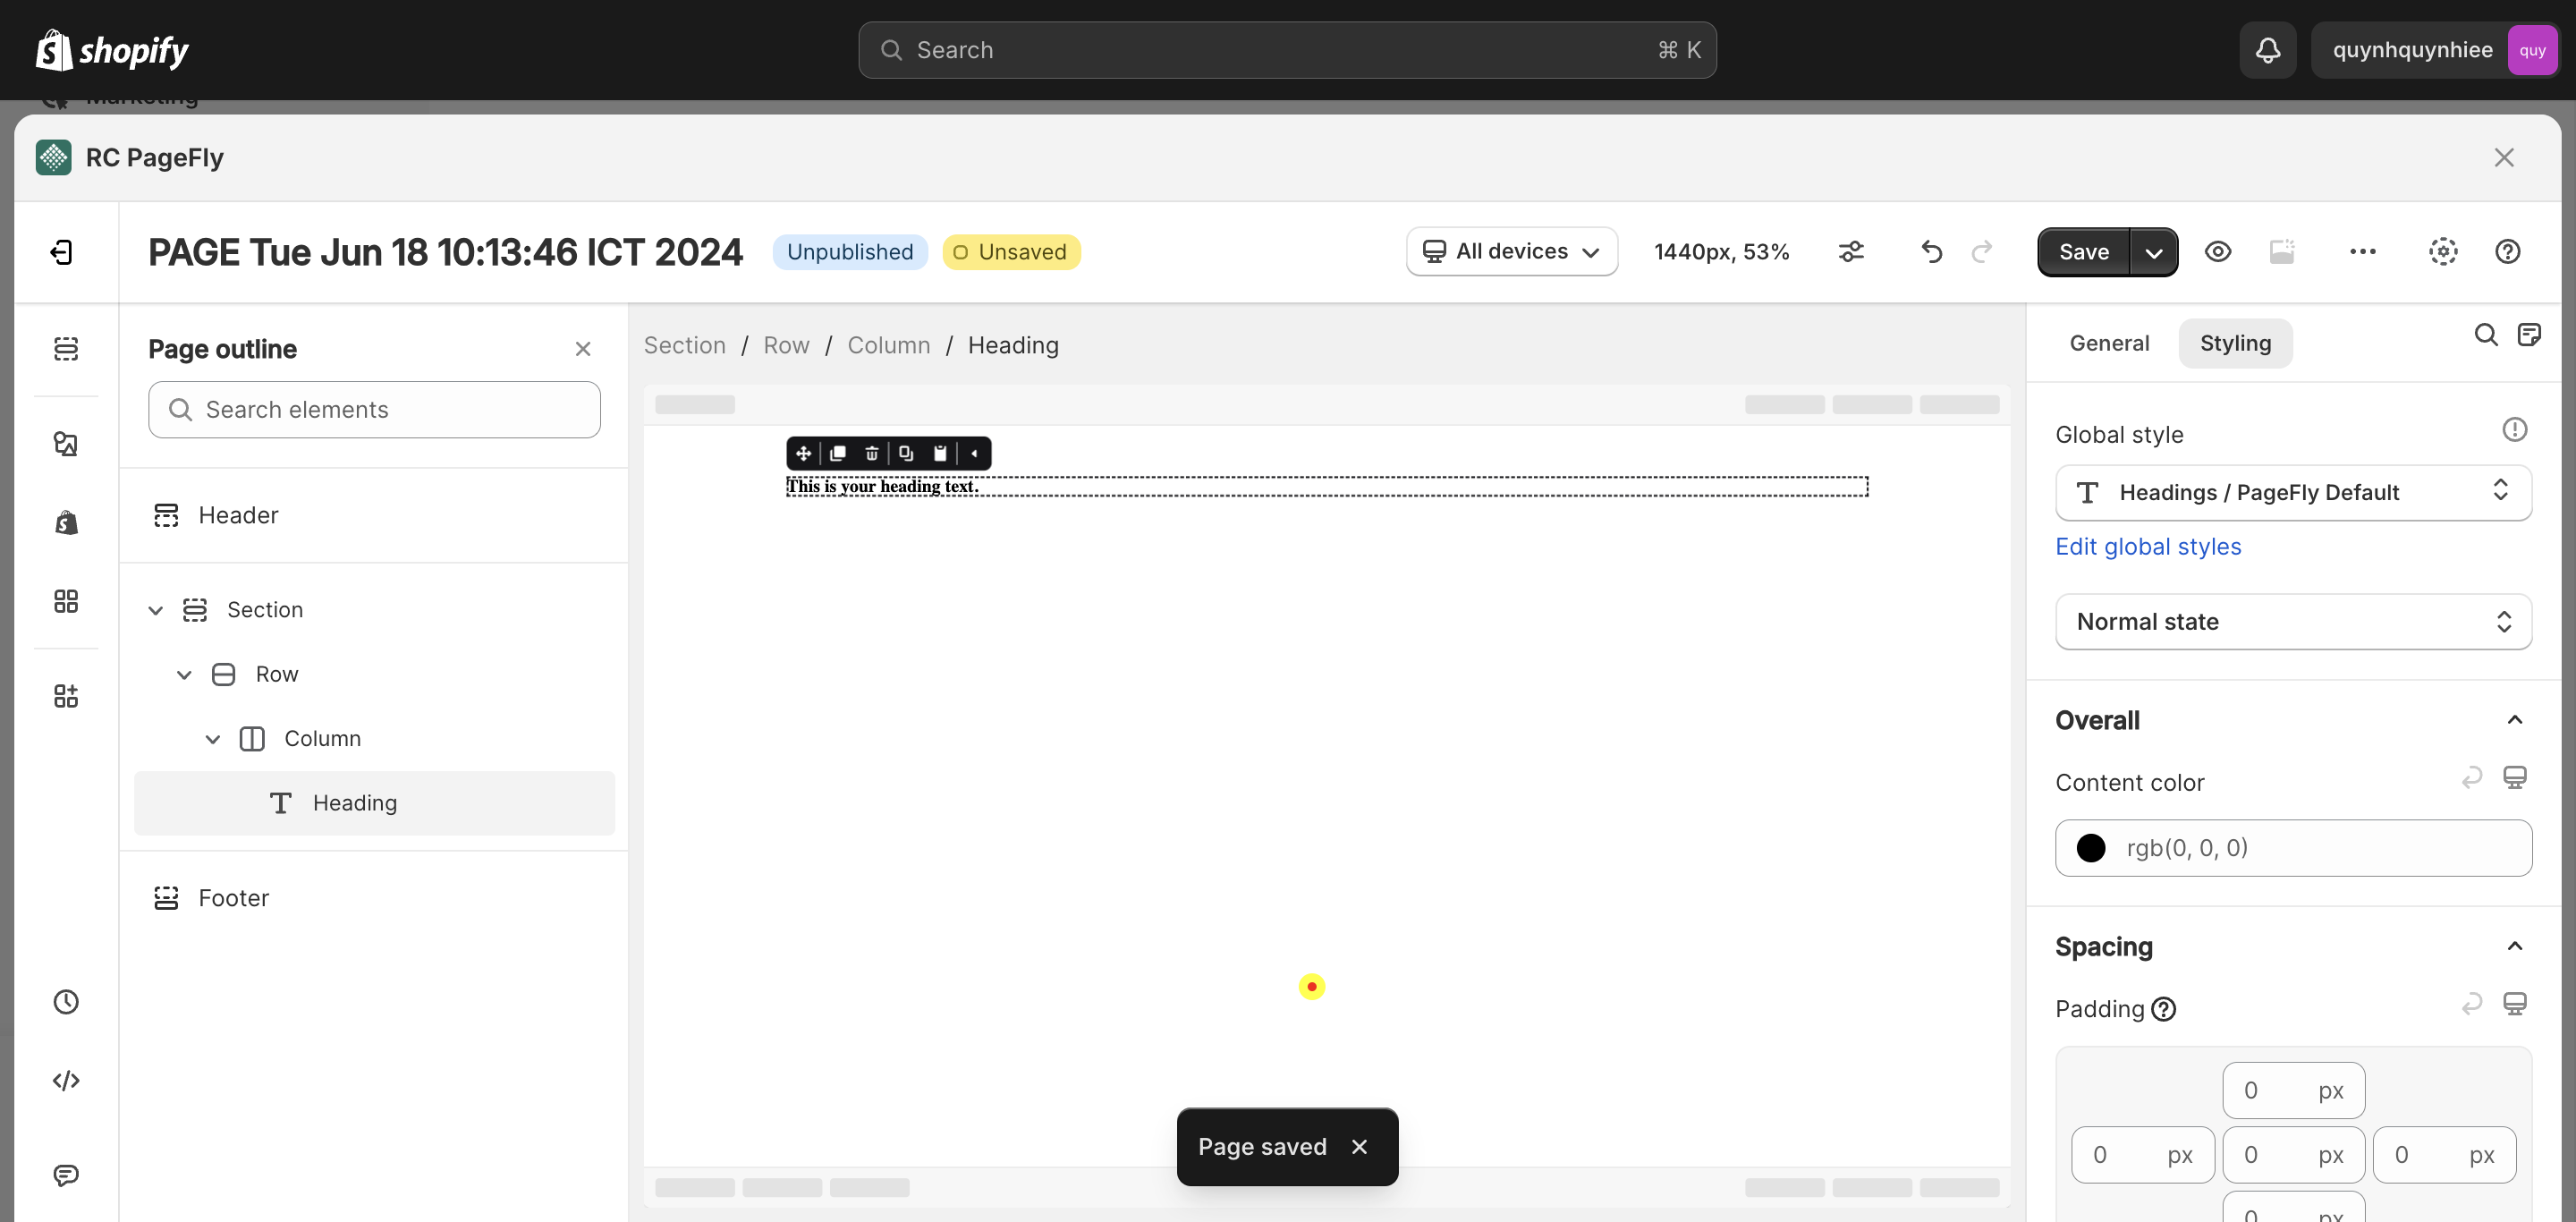 shopify
Search
⌘ K
quynhquynhiee
quy
Marketing
RC PageFly
PAGE Tue Jun 18 10:13:46 ICT 2024
Unpublished
Unsaved
All devices
1440px, 53%
Save
Page outline
Search elements
Header
Section
Row
Column
Heading
Footer
Section / Row / Column / Heading
This is your heading text.
Page saved
General
Styling
Global style
Headings / PageFly Default
Edit global styles
Normal state
Overall
Content color
rgb(0, 0, 0)
Spacing
Padding
0 px
0 px
0 px
0 px
0 px